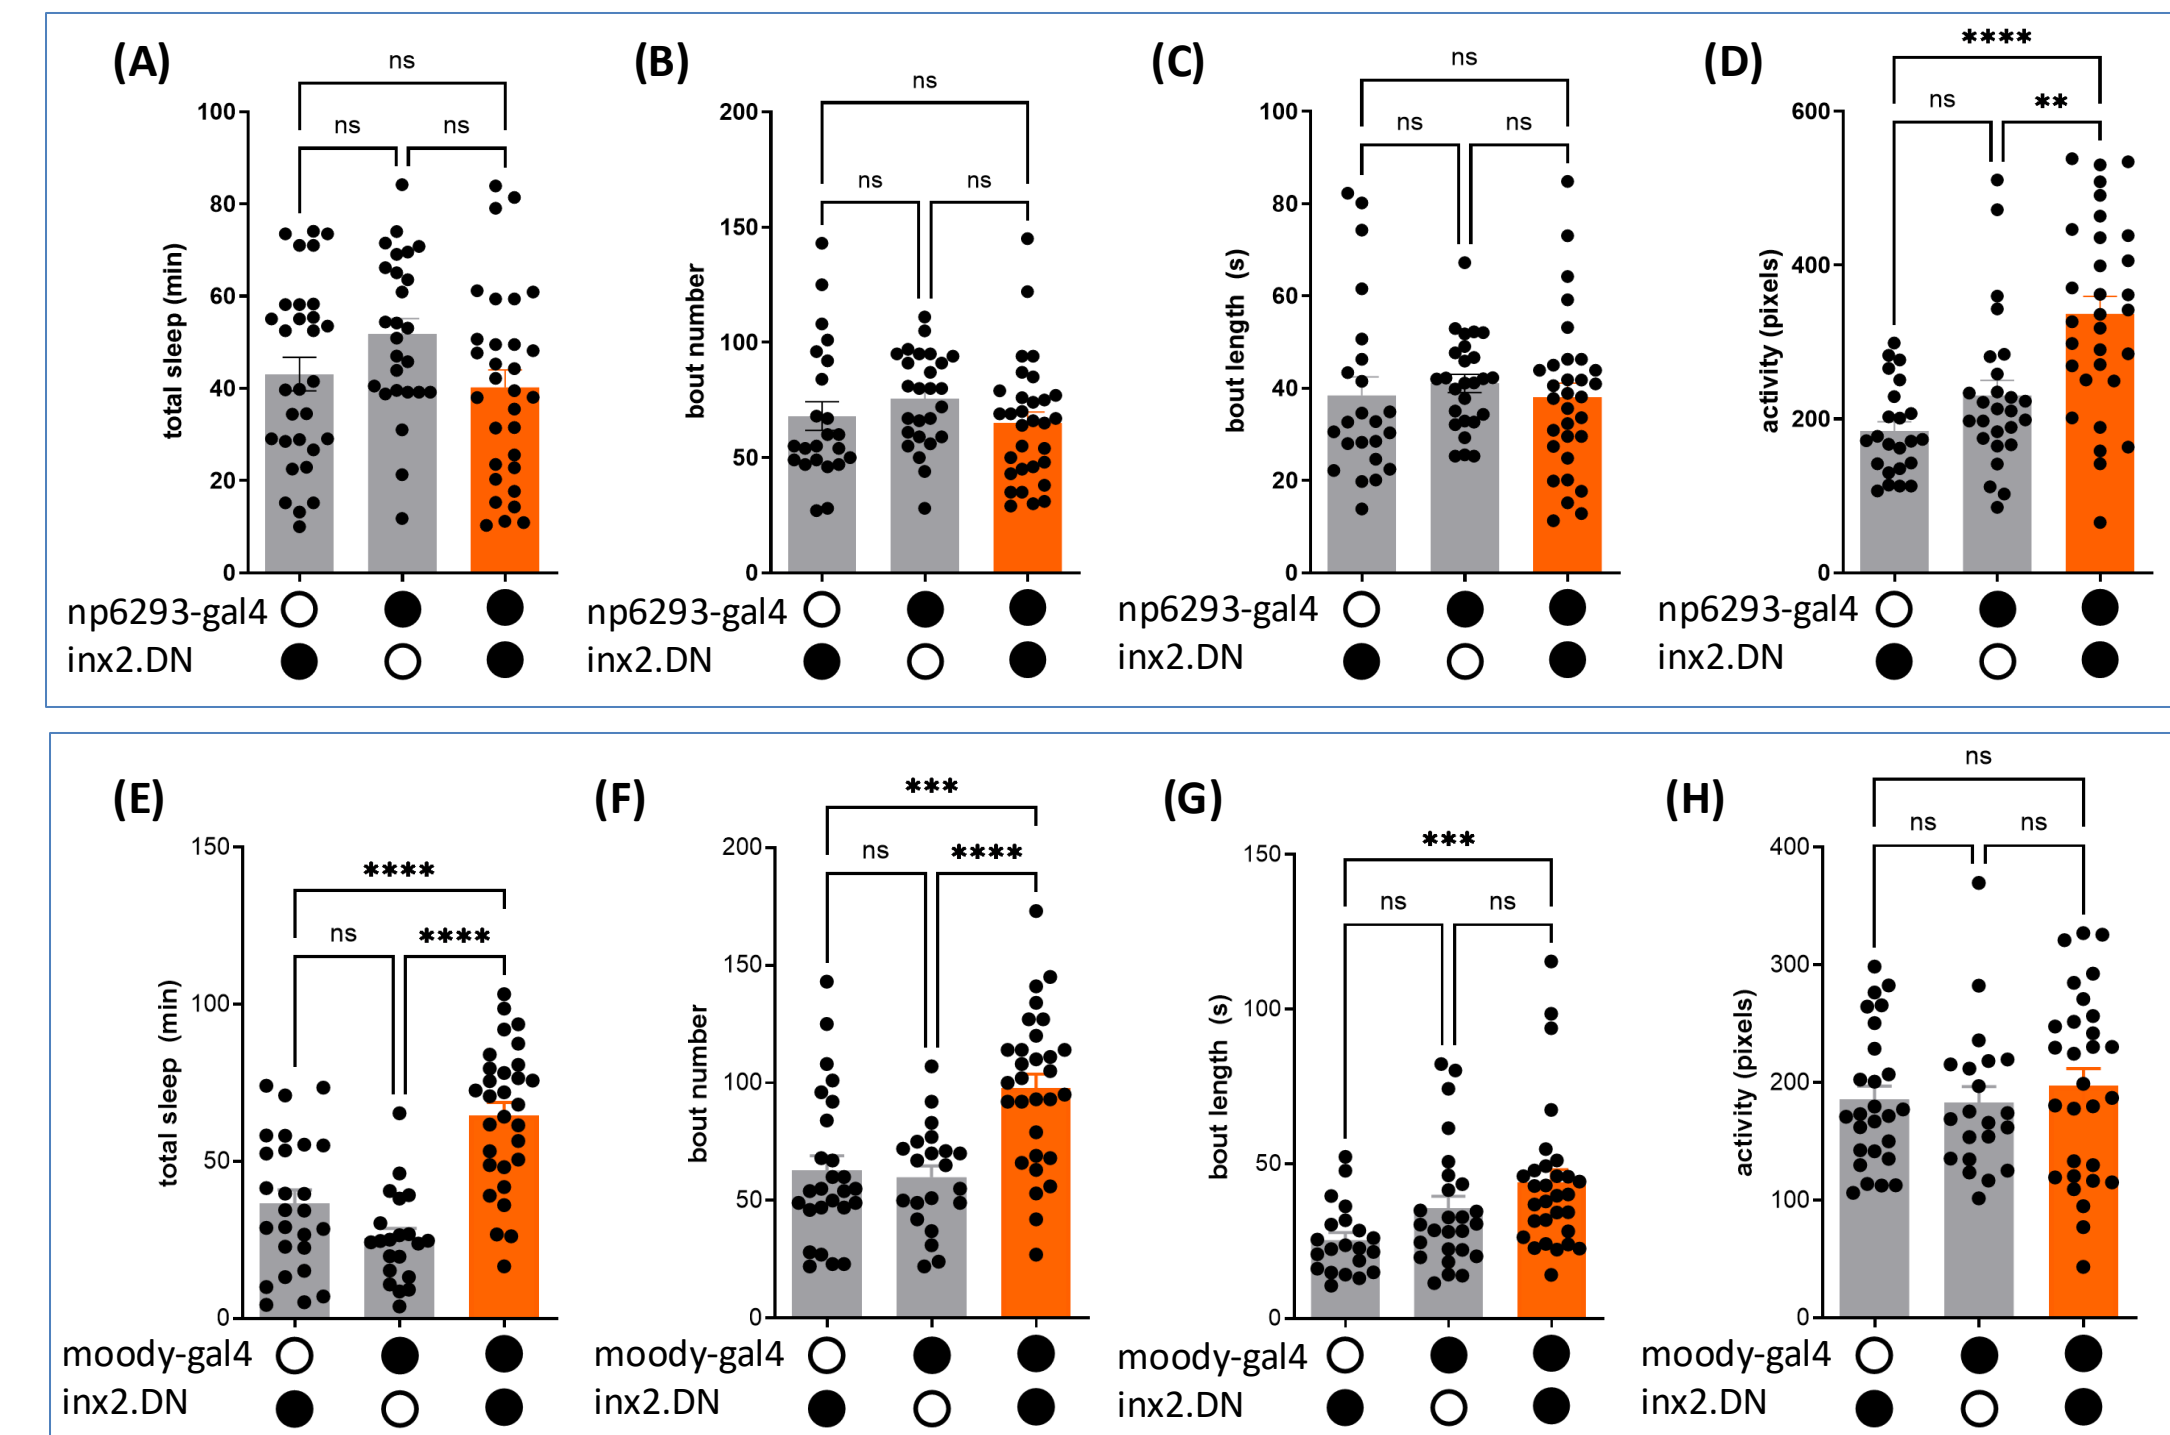 (A)
ns
ns ns
total sleep (min)
100
80
60
40
20
0
np6293-gal4
inx2.DN
(B)
ns
ns ns
bout number
200
150
100
50
0
np6293-gal4
inx2.DN
(C)
ns
ns ns
bout length (s)
100
80
60
40
20
0
np6293-gal4
inx2.DN
(D)
****
ns **
activity (pixels)
600
400
200
0
np6293-gal4
inx2.DN
(E)
****
ns ****
total sleep (min)
150
100
50
0
moody-gal4
inx2.DN
(F)
***
ns ****
bout number
200
150
100
50
0
moody-gal4
inx2.DN
(G)
***
ns ns
bout length (s)
150
100
50
0
moody-gal4
inx2.DN
(H)
ns
ns ns
activity (pixels)
400
300
200
100
0
moody-gal4
inx2.DN